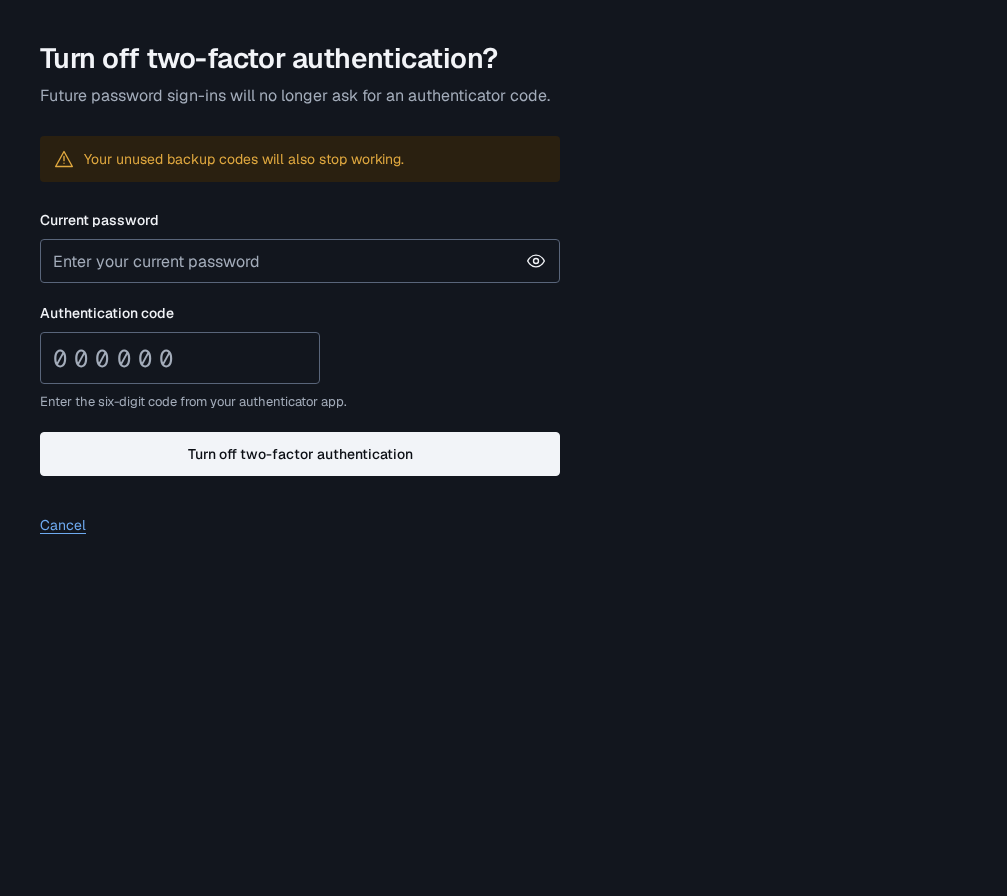 Turn off two-factor authentication?
Future password sign-ins will no longer ask for an authenticator code.
Your unused backup codes will also stop working.
Current password
Enter your current password
Authentication code
000000
Enter the six-digit code from your authenticator app.
Turn off two-factor authentication
Cancel